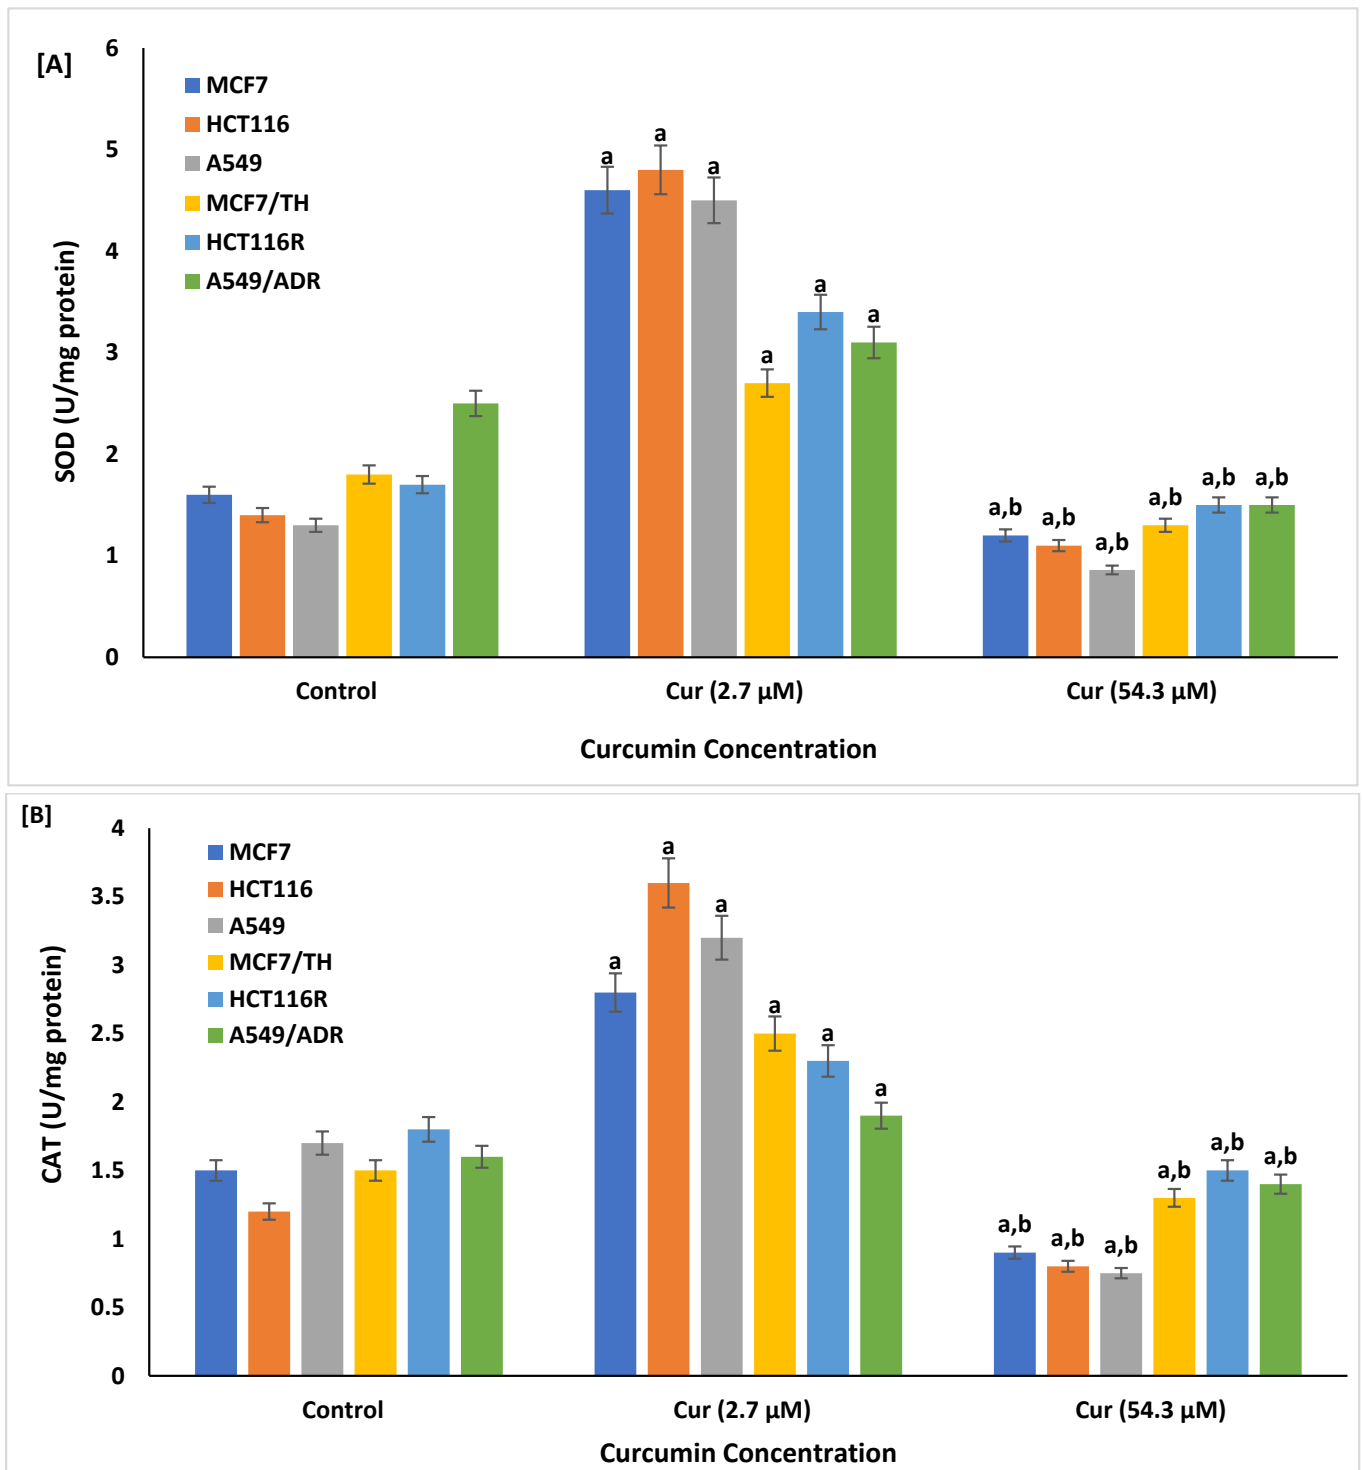 [A]
6
5
4
3
2
1
0
SOD (U/mg protein)
MCF7
HCT116
A549
MCF7/TH
HCT116R
A549/ADR
a
a
a
a
a
a
a,b
a,b
a,b
a,b
a,b
a,b
Control
Cur (2.7 µM)
Cur (54.3 µM)
Curcumin Concentration
[B]
4
3.5
3
2.5
2
1.5
1
0.5
0
CAT (U/mg protein)
MCF7
HCT116
A549
MCF7/TH
HCT116R
A549/ADR
a
a
a
a
a
a
a,b
a,b
a,b
a,b
a,b
a,b
Control
Cur (2.7 µM)
Cur (54.3 µM)
Curcumin Concentration